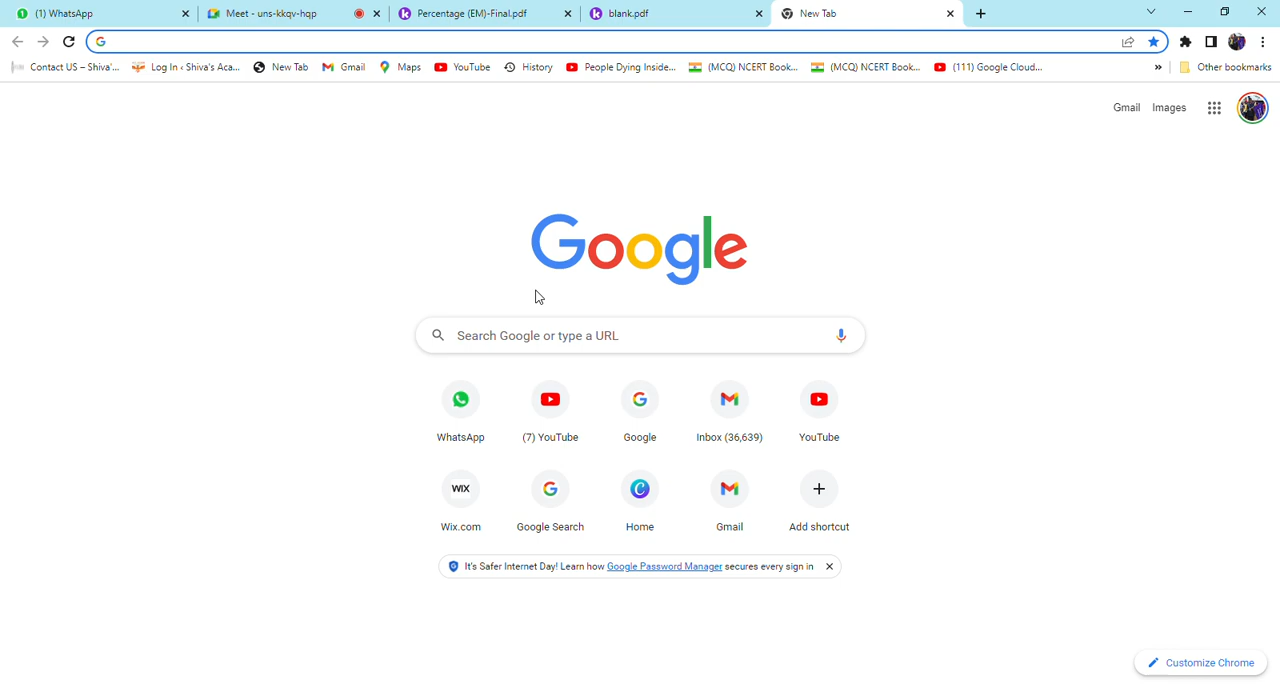 (1) WhatsApp
Meet - uns-kkqv-hqp
Percentage (EM)-Final.pdf
blank.pdf
New Tab
Contact US – Shiva'...
Log In ‹ Shiva's Aca...
New Tab
Gmail
Maps
YouTube
History
People Dying Inside...
(MCQ) NCERT Book...
(MCQ) NCERT Book...
(111) Google Cloud...
»
Other bookmarks
Gmail Images
Google
Search Google or type a URL
WhatsApp
(7) YouTube
Google
Inbox (36,639)
YouTube
WIX
Wix.com
Google Search
Home
Gmail
Add shortcut
It's Safer Internet Day! Learn how Google Password Manager secures every sign in
Customize Chrome